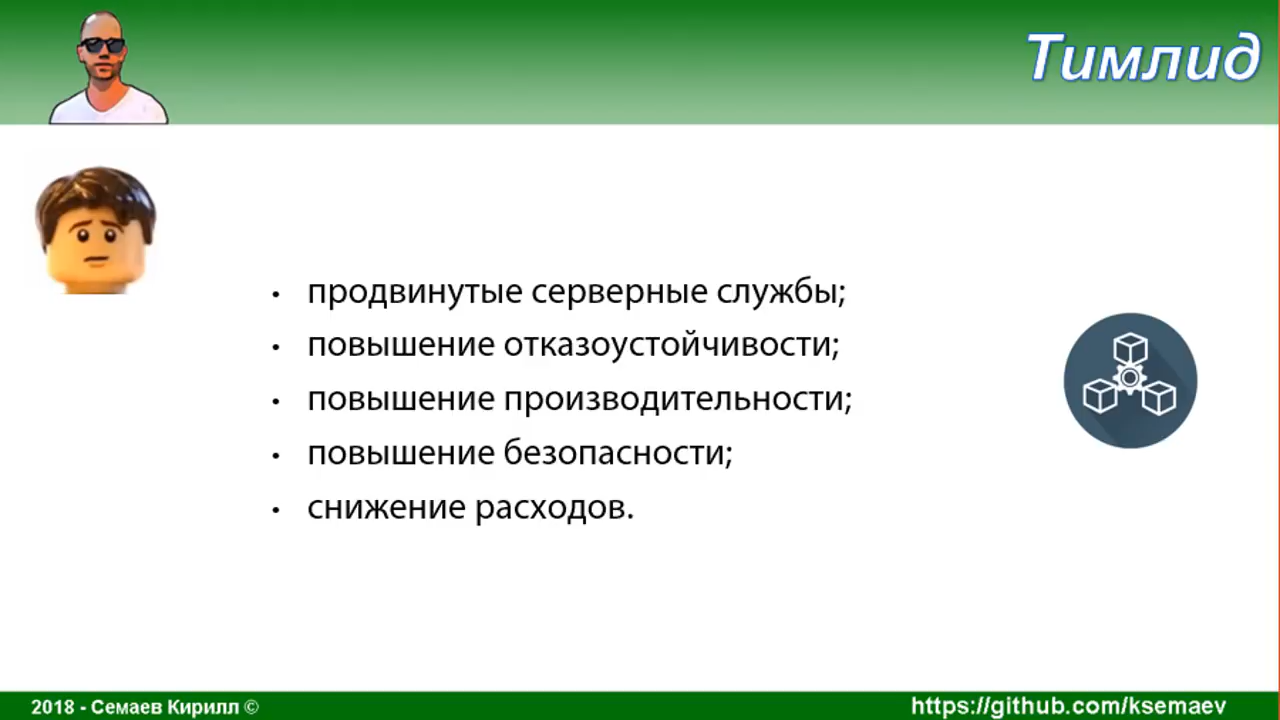 Тимлид
• продвинутые серверные службы;
• повышение отказоустойчивости;
• повышение производительности;
• повышение безопасности;
• снижение расходов.
2018 - Семаев Кирилл ©
https://github.com/ksemaev